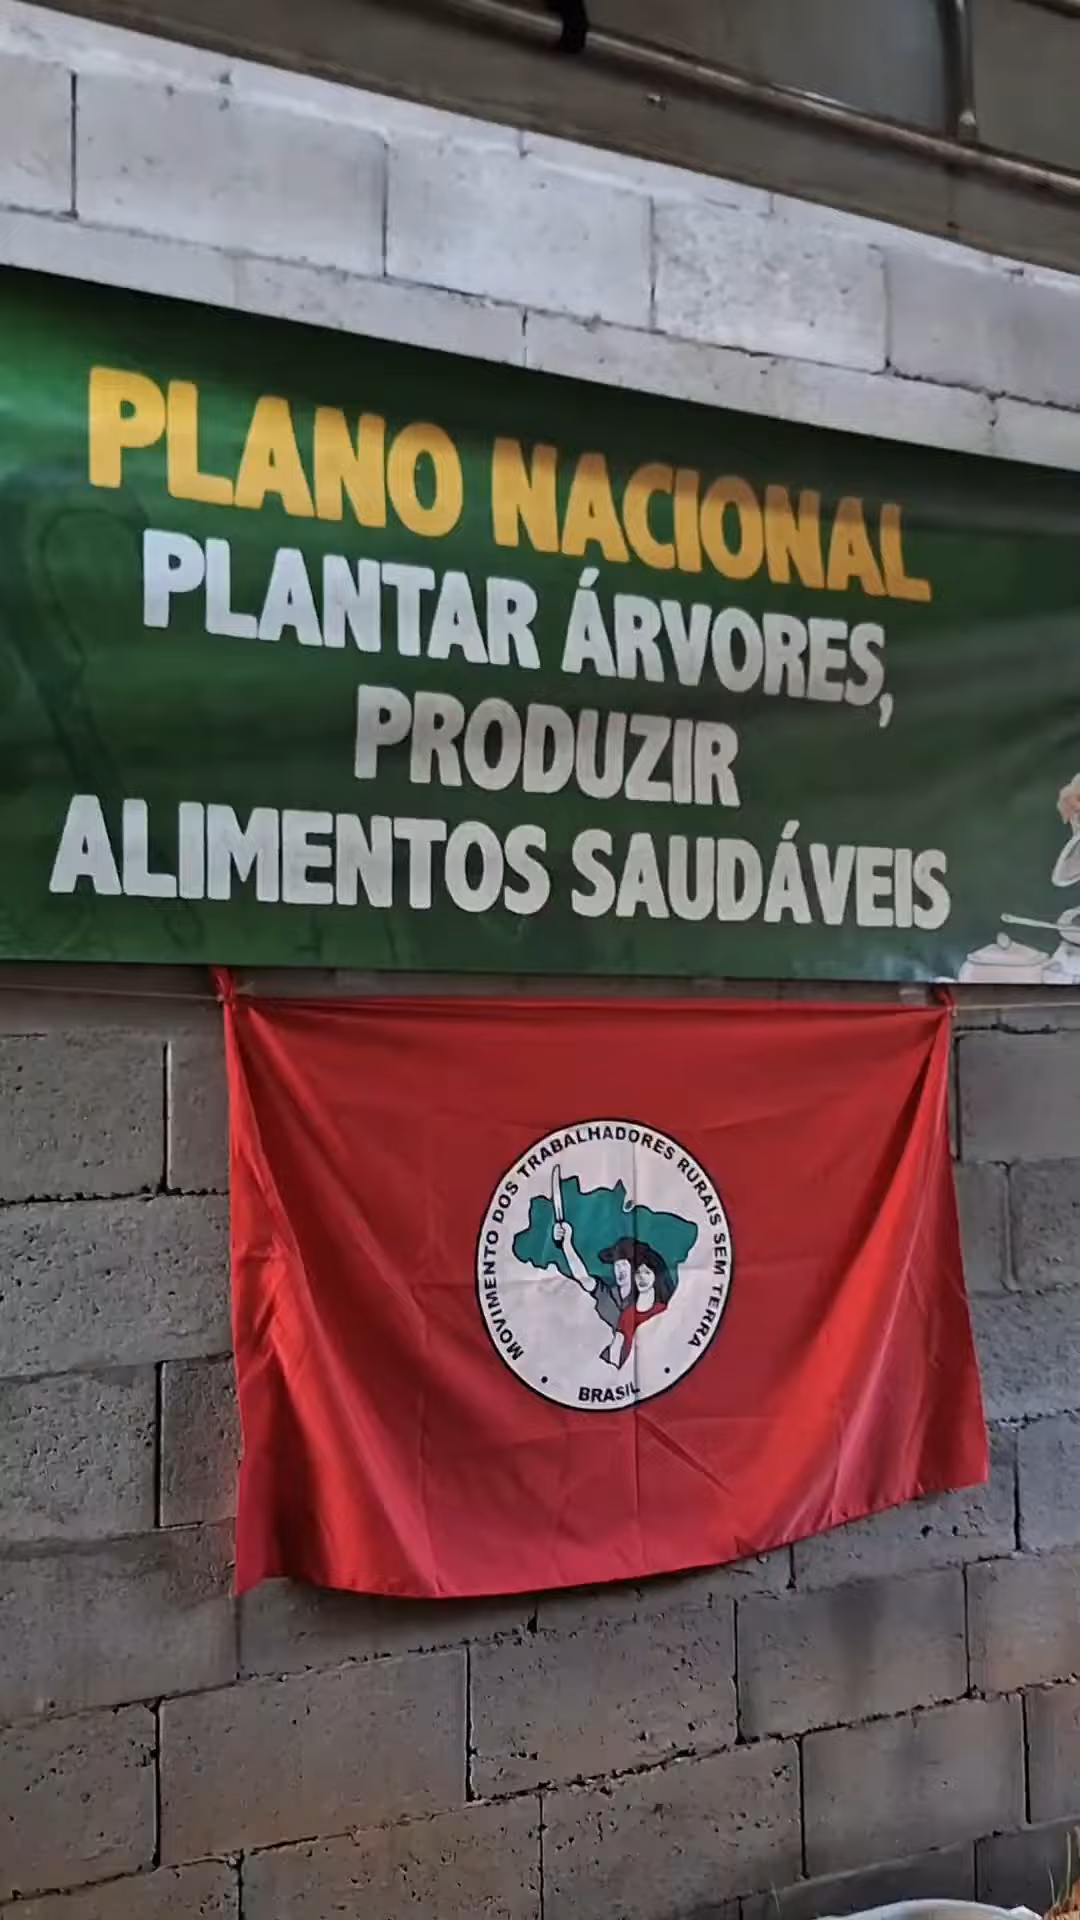 PLANO NACIONAL
PLANTAR ÁRVORES,
PRODUZIR
ALIMENTOS SAUDÁVEIS
MOVIMENTO DOS TRABALHADORES RURAIS SEM TERRA
• BRASIL •